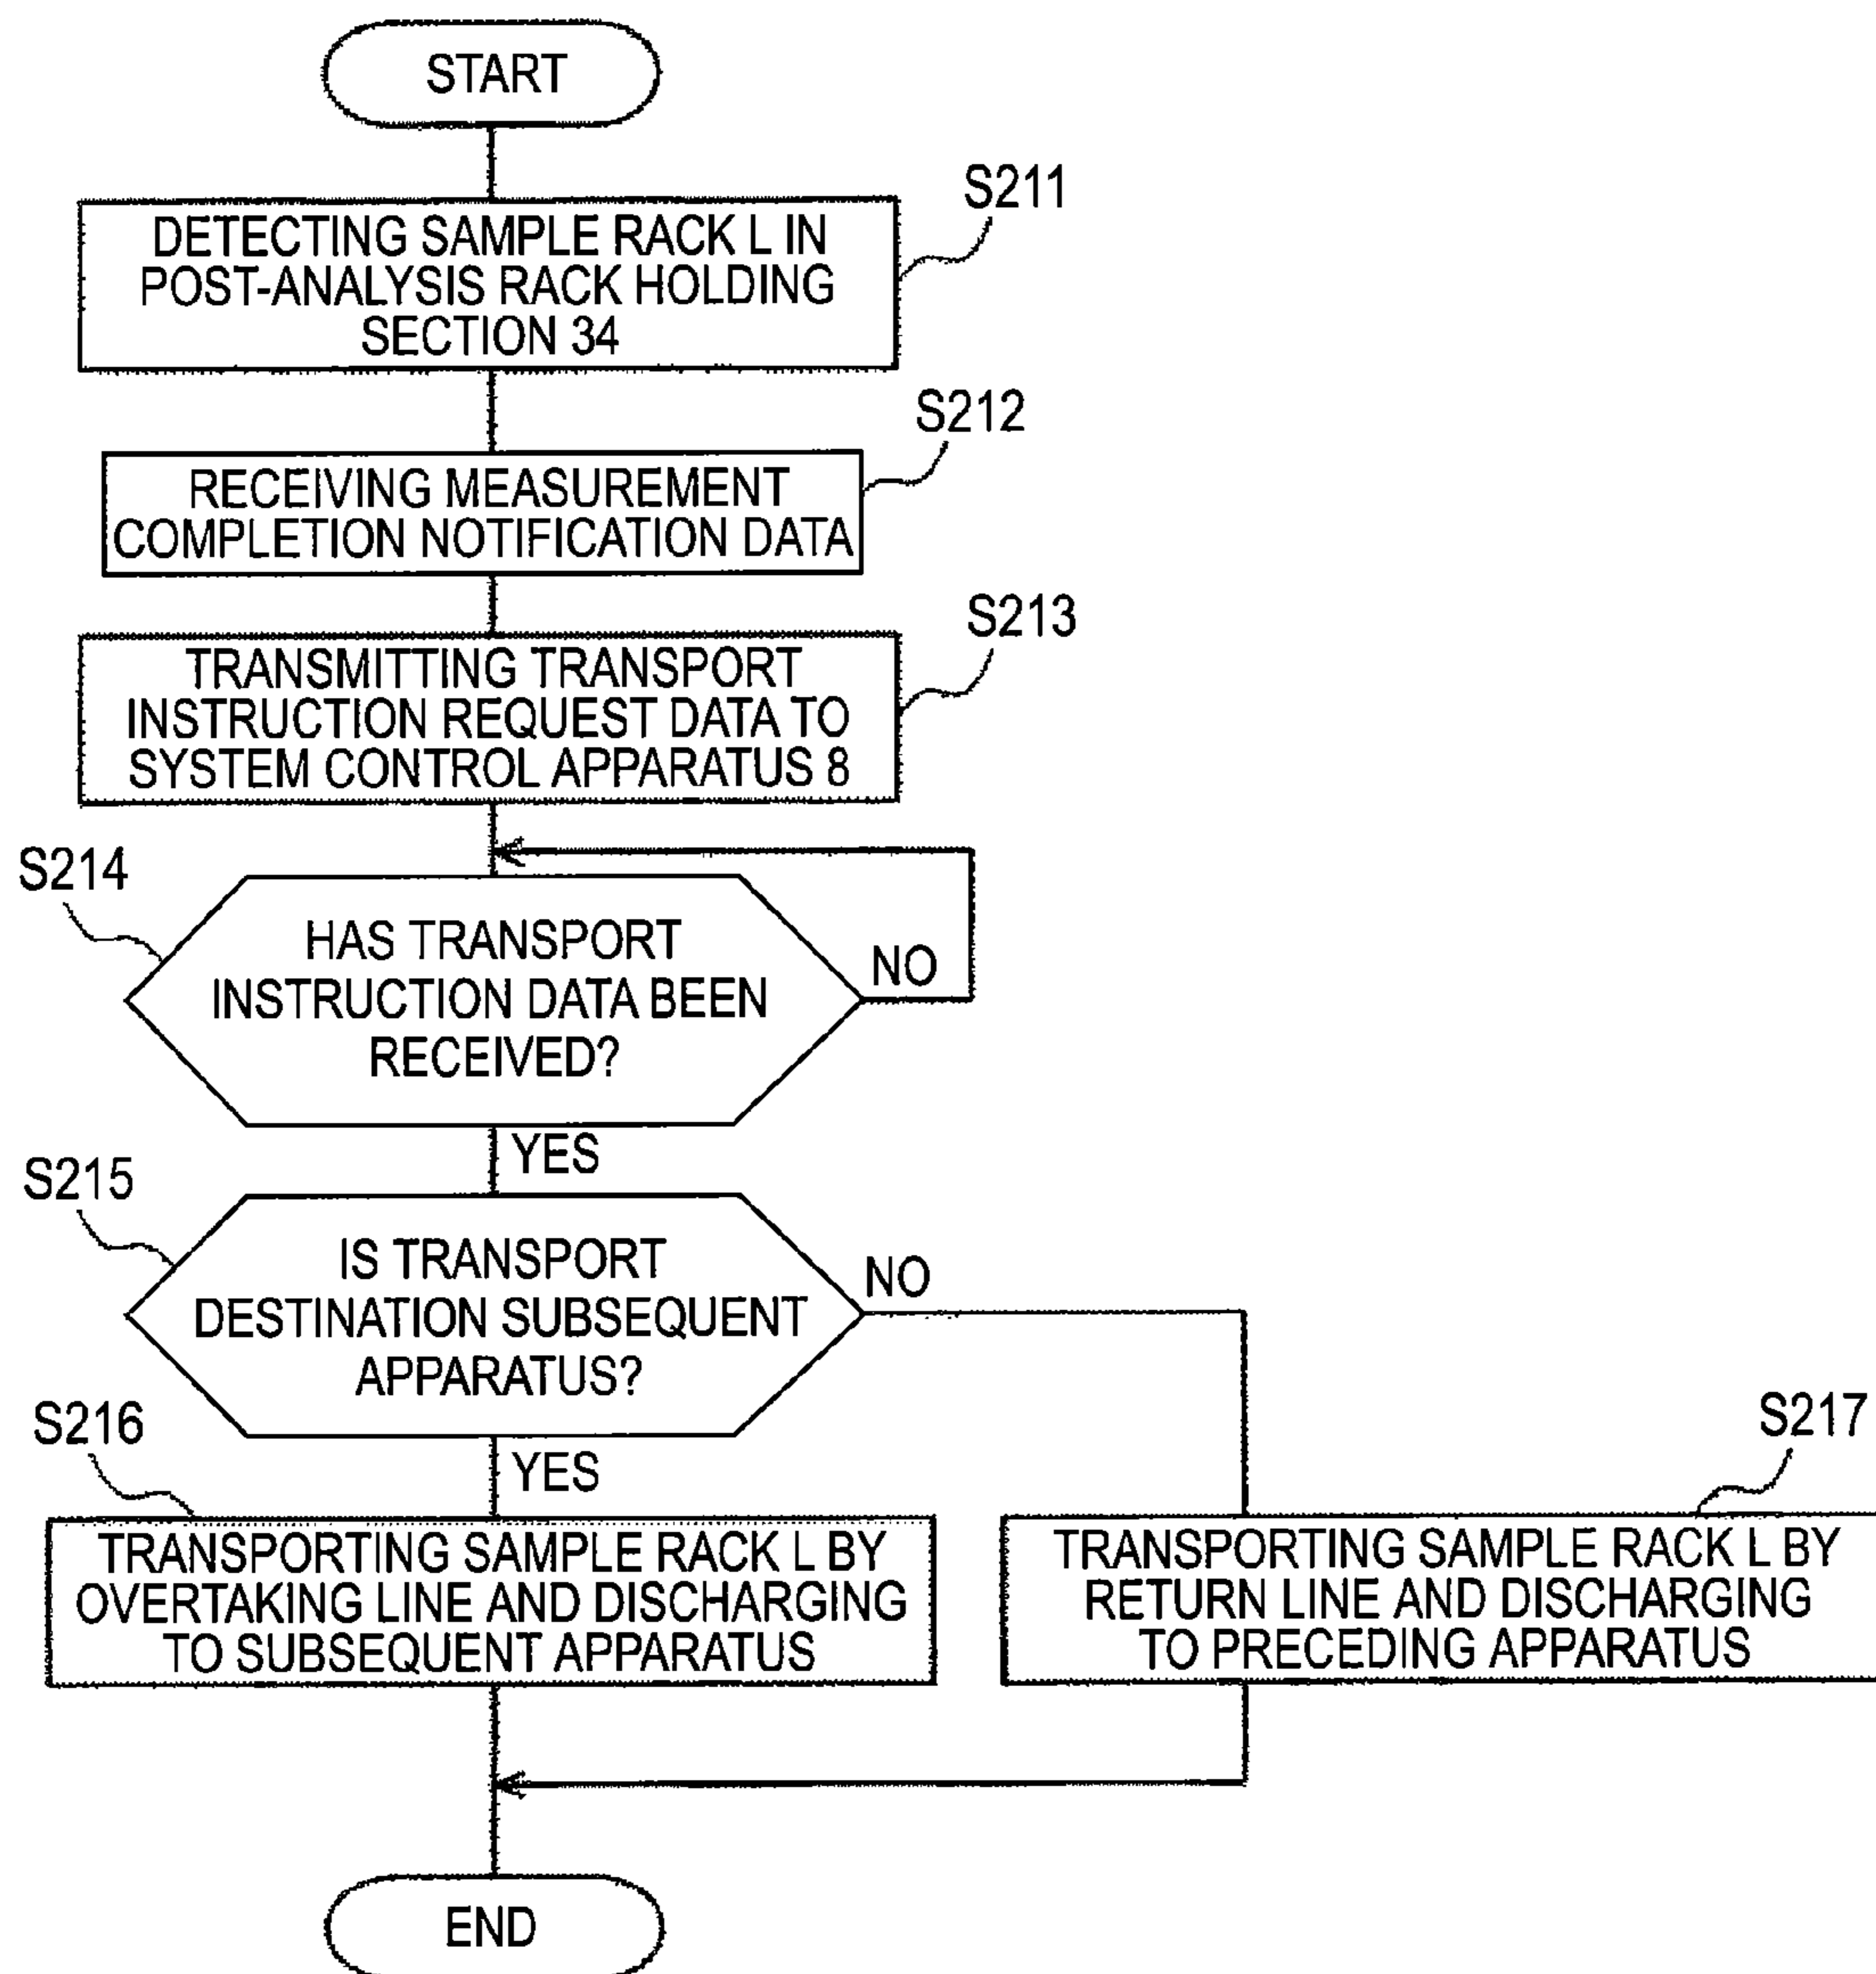 START
S211
DETECTING SAMPLE RACK L IN
POST-ANALYSIS RACK HOLDING
SECTION 34
S212
RECEIVING MEASUREMENT
COMPLETION NOTIFICATION DATA
S213
TRANSMITTING TRANSPORT
INSTRUCTION REQUEST DATA TO
SYSTEM CONTROL APPARATUS 8
S214
HAS TRANSPORT
INSTRUCTION DATA BEEN
RECEIVED?
NO
YES
S215
IS TRANSPORT
DESTINATION SUBSEQUENT
APPARATUS?
NO
YES
S216
TRANSPORTING SAMPLE RACK L BY
OVERTAKING LINE AND DISCHARGING
TO SUBSEQUENT APPARATUS
S217
TRANSPORTING SAMPLE RACK L BY
RETURN LINE AND DISCHARGING
TO PRECEDING APPARATUS
END